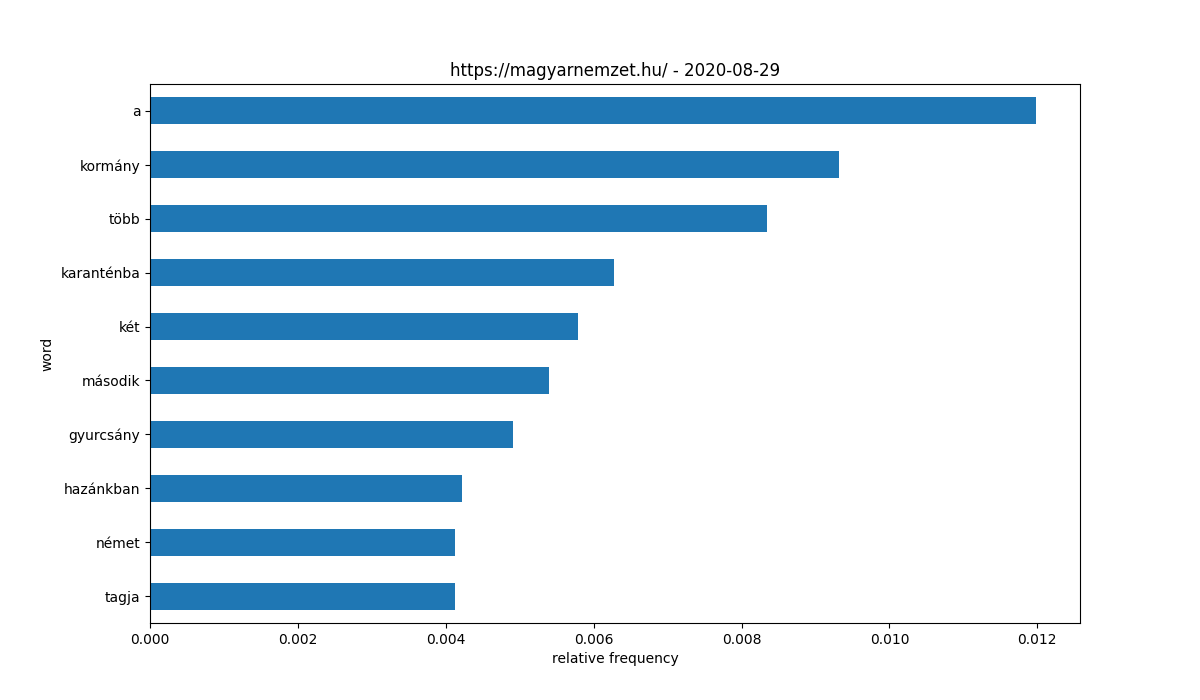 https://magyarnemzet.hu/ - 2020-08-29
a
kormány
több
karanténba
két
második
gyurcsány
hazánkban
német
tagja
word
0.000 0.002 0.004 0.006 0.008 0.010 0.012
relative frequency